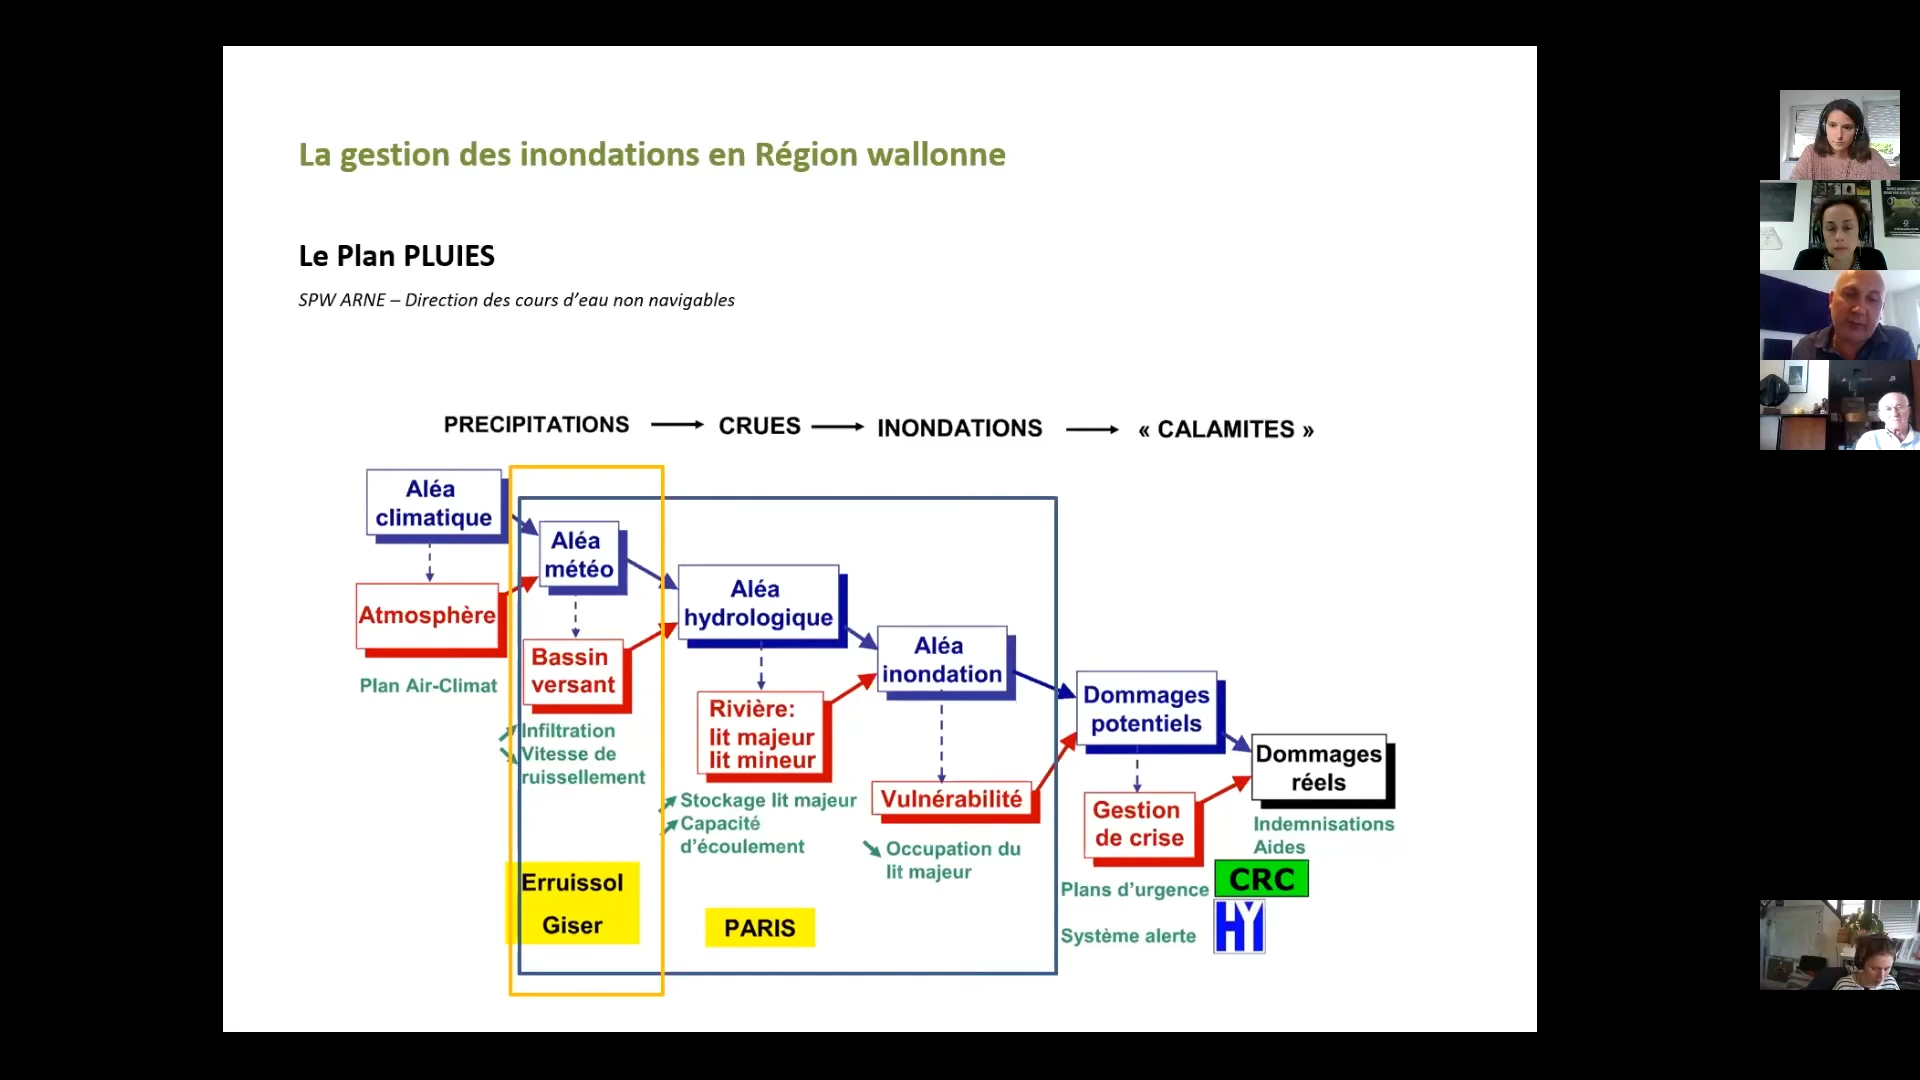 La gestion des inondations en Région wallonne
Le Plan PLUIES
SPW ARNE – Direction des cours d'eau non navigables
PRECIPITATIONS
CRUES
INONDATIONS
« CALAMITES »
Aléa
climatique
Atmosphère
Plan Air-Climat
Aléa
météo
Bassin
versant
Infiltration
Vitesse de
ruissellement
Erruissol
Giser
Aléa
hydrologique
Rivière:
lit majeur
lit mineur
Stockage lit majeur
Capacité
d'écoulement
PARIS
Aléa
inondation
Vulnérabilité
Occupation du
lit majeur
Dommages
potentiels
Gestion
de crise
Plans d'urgence
CRC
Système alerte
HY
Dommages
réels
Indemnisations
Aides